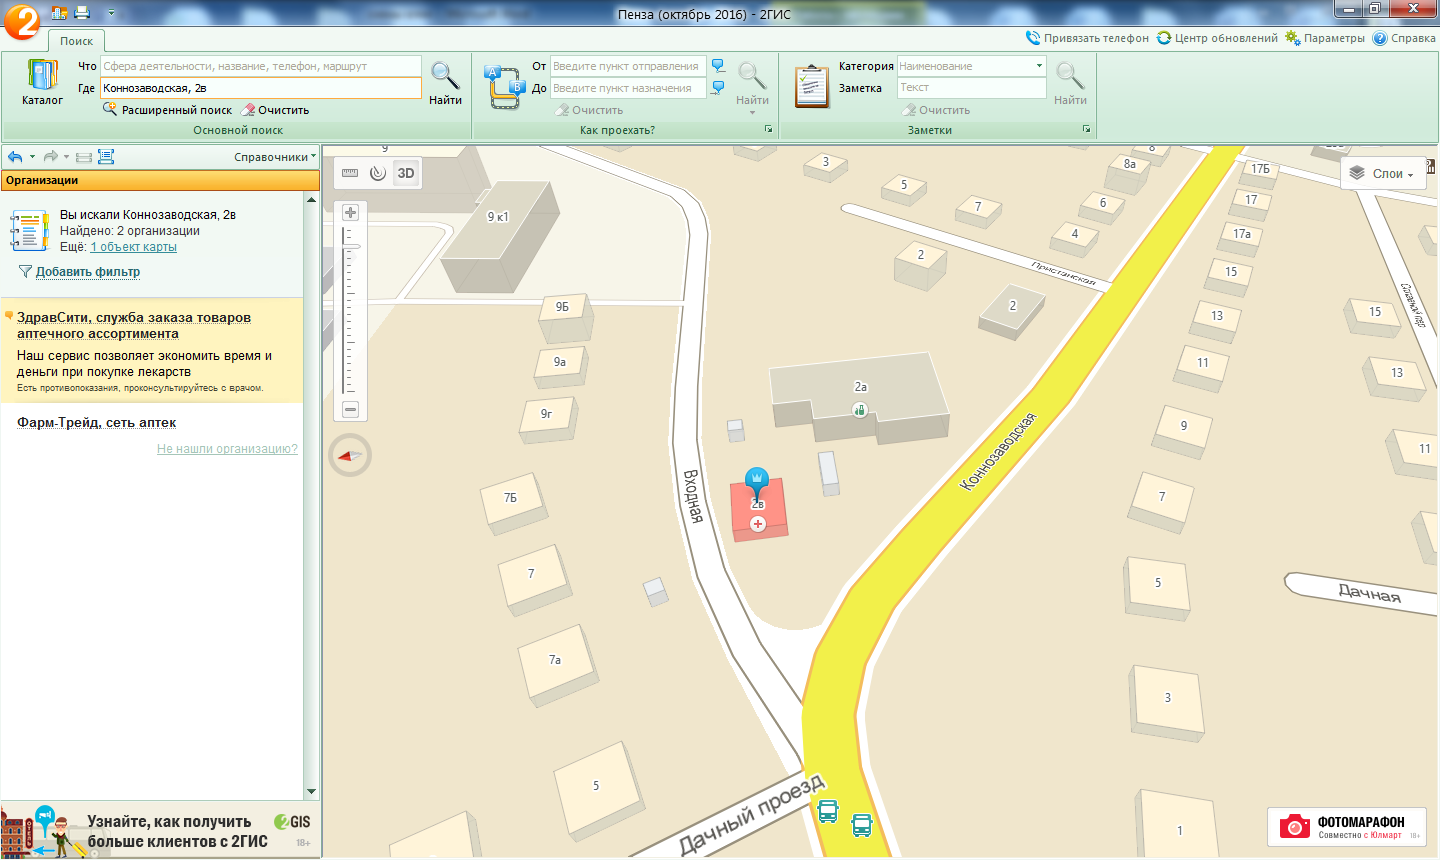 Пенза (октябрь 2016) - 2ГИС
Поиск
Привязать телефон
Центр обновлений
Параметры
Справка
Каталог
Что
Сфера деятельности, название, телефон, маршрут
Где
Коннозаводская, 2в
Расширенный поиск
Очистить
Найти
Основной поиск
От
Введите пункт отправления
До
Введите пункт назначения
Очистить
Найти
Как проехать?
Категория
Наименование
Заметка
Текст
Очистить
Найти
Заметки
Справочники
Организации
Вы искали Коннозаводская, 2в
Найдено: 2 организации
Ещё: 1 объект карты
Добавить фильтр
ЗдравСити, служба заказа товаров
аптечного ассортимента
Наш сервис позволяет экономить время и
деньги при покупке лекарств
Есть противопоказания, проконсультируйтесь с врачом.
Фарм-Трейд, сеть аптек
Не нашли организацию?
ОТЕЛЬ
Узнайте, как получить
больше клиентов с 2ГИС
2GIS
18+
3D
Слои
9
9 к1
3
5
7
8
8а
6
4
2
2
17Б
17
17а
15
13
11
9
7
5
3
1
15
13
11
9Б
9а
9г
7Б
7
7а
5
2а
2в
Пристанская
Коннозаводская
Входная
Дачная
Дачный проезд
ФОТОМАРАФОН
Совместно с Юлмарт
18+